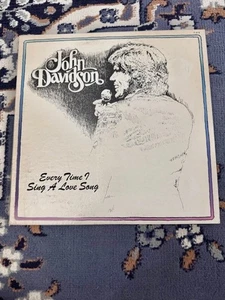 John
Davidson
Every Time I
Sing A Love Song